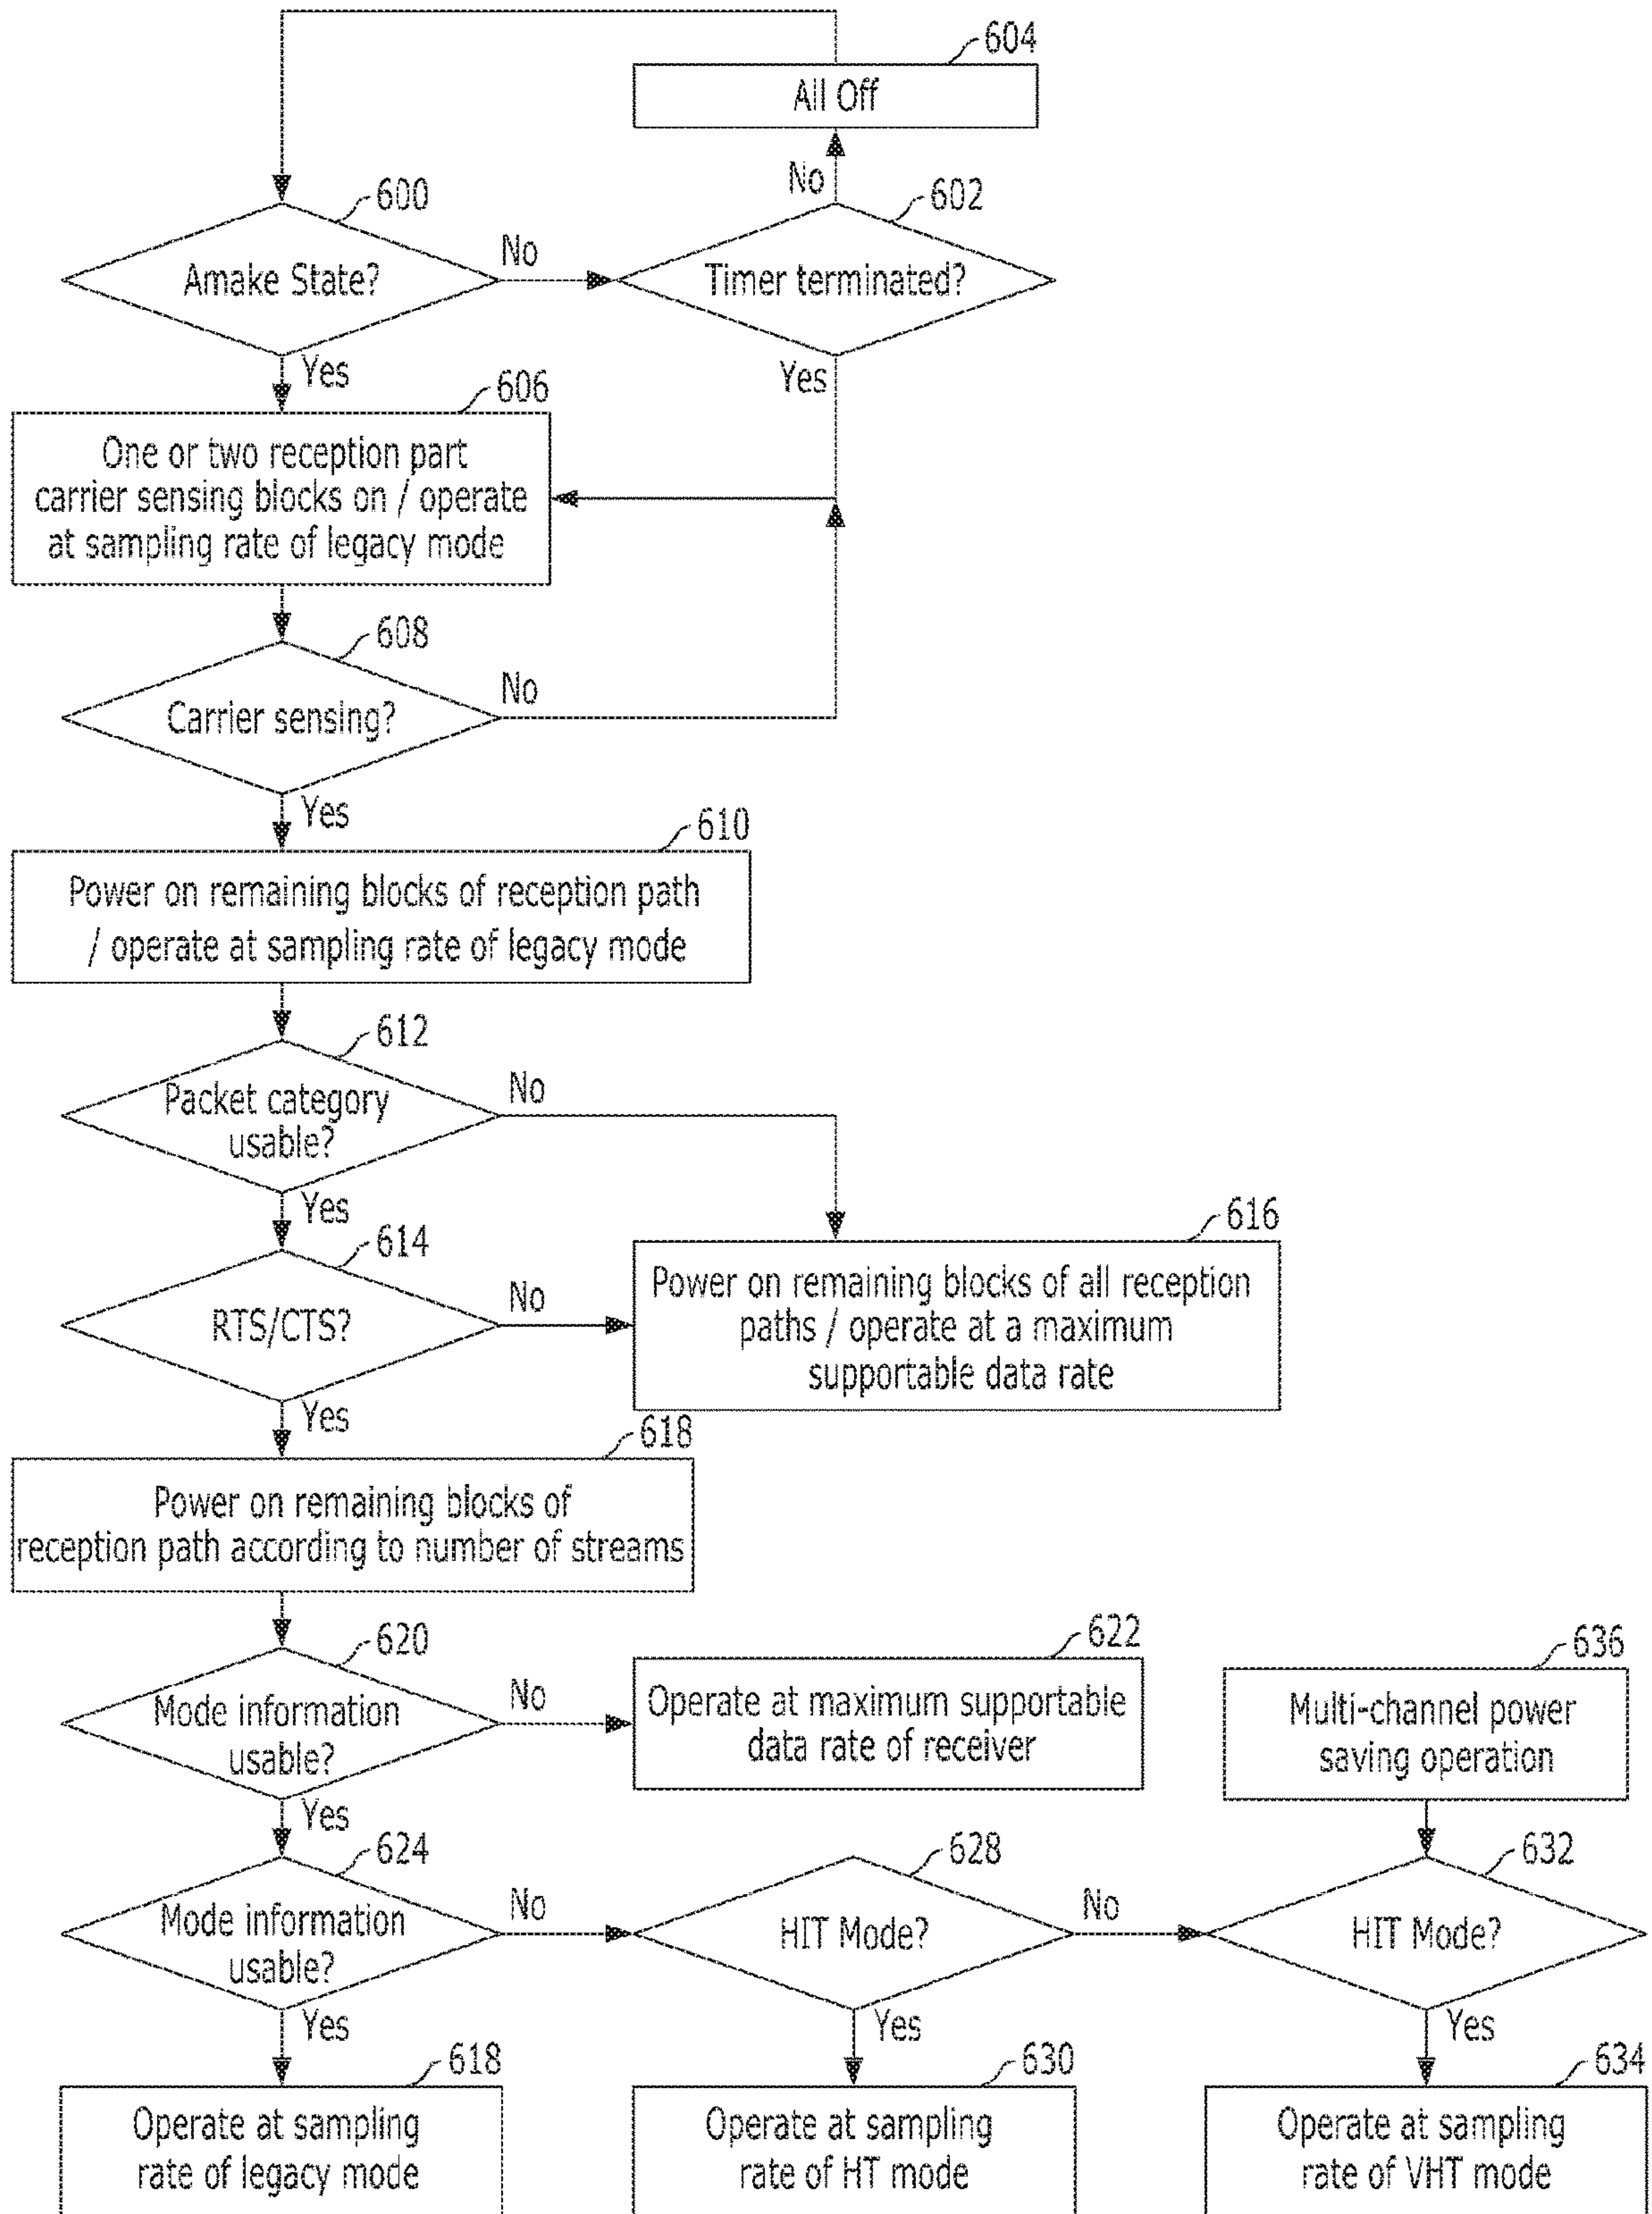 604
All Off
No
600
602
Amake State?
No
Timer terminated?
Yes
Yes
606
One or two reception part
carrier sensing blocks on / operate
at sampling rate of legacy mode
608
Carrier sensing?
No
Yes
610
Power on remaining blocks of reception path
/ operate at sampling rate of legacy mode
612
Packet category
usable?
No
Yes
614
616
RTS/CTS?
No
Power on remaining blocks of all reception
paths / operate at a maximum
supportable data rate
Yes
618
Power on remaining blocks of
reception path according to number of streams
620
622
636
Mode information
usable?
No
Operate at maximum supportable
data rate of receiver
Multi-channel power
saving operation
Yes
624
628
632
Mode information
usable?
No
HIT Mode?
No
HIT Mode?
Yes
Yes
Yes
618
630
634
Operate at sampling
rate of legacy mode
Operate at sampling
rate of HT mode
Operate at sampling
rate of VHT mode